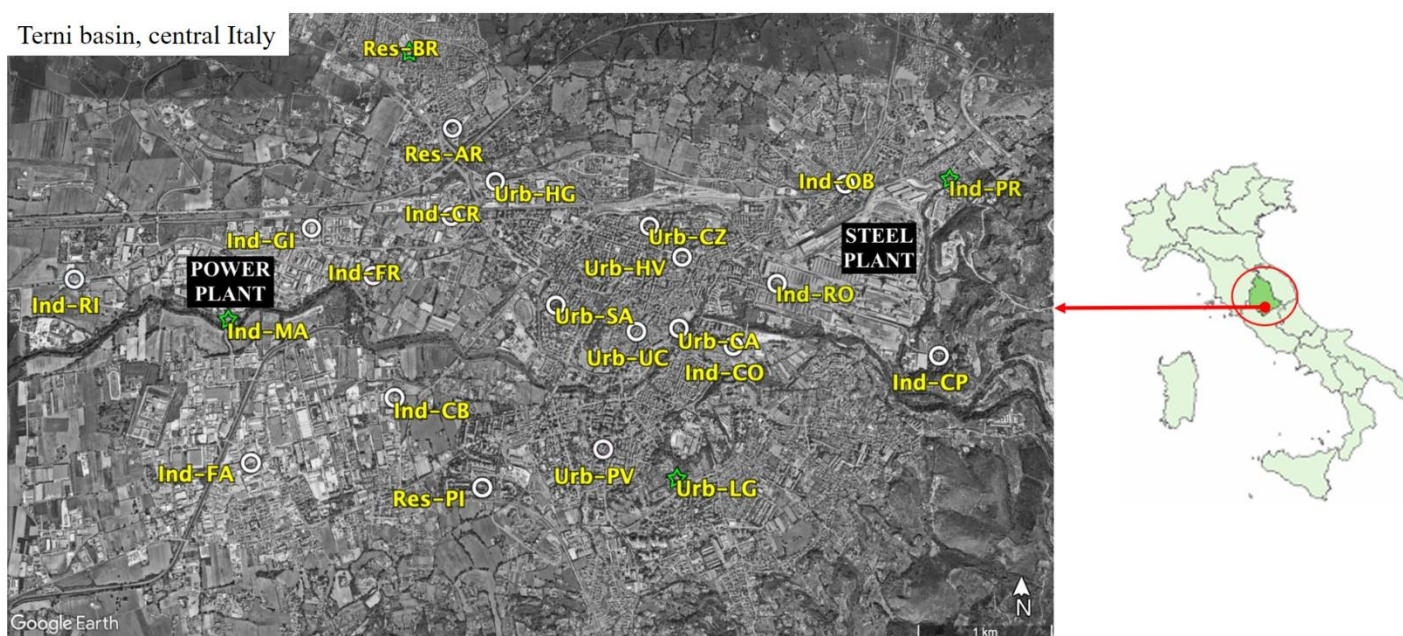 Terni basin, central Italy
Res-BR
Res-AR
Urb-HG
Ind-OB
Ind-PR
Ind-CR
Ind-GI
Urb-CZ
STEEL
PLANT
POWER
PLANT
Ind-FR
Urb-HV
Ind-RI
Ind-RO
Ind-MA
Urb-SA
Urb-UC
Urb-CA
Ind-CO
Ind-CP
Ind-CB
Ind-FA
Urb-PV
Res-PI
Urb-LG
N
Google Earth
1 km